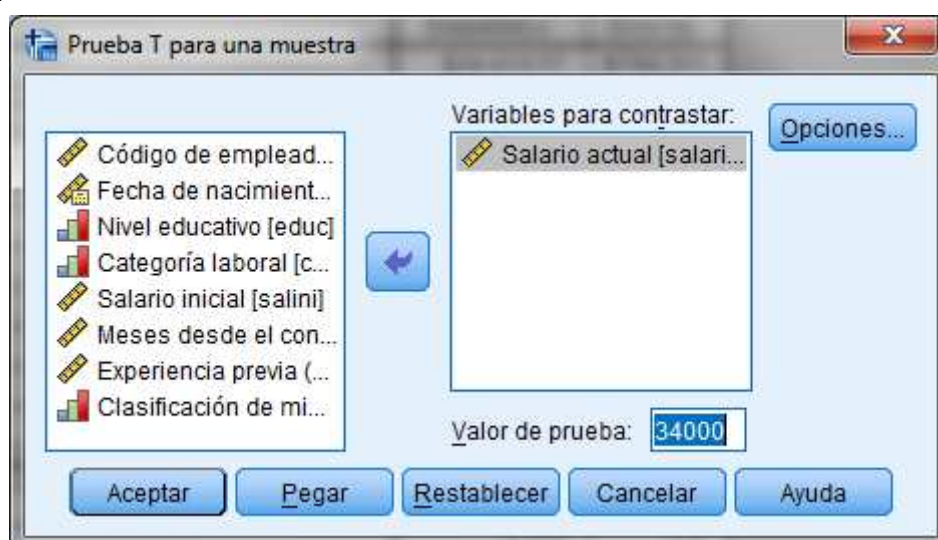 Prueba T para una muestra
Variables para contrastar:
Opciones...
Código de emplead...
Fecha de nacimient...
Nivel educativo [educ]
Categoría laboral [c...
Salario inicial [salini]
Meses desde el con...
Experiencia previa (...
Clasificación de mi...
Salario actual [salari...
Valor de prueba: 34000
Aceptar Pegar Restablecer Cancelar Ayuda